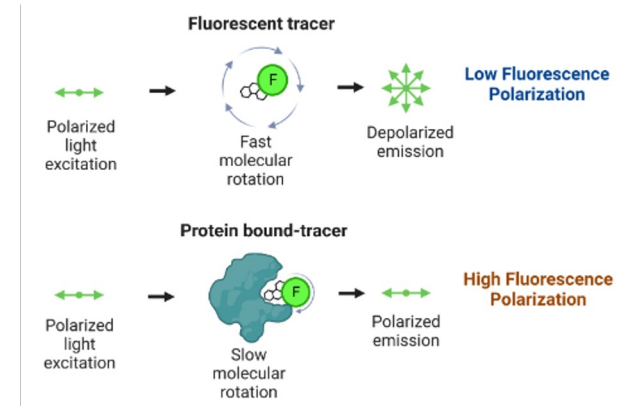 Fluorescent tracer
F
Low Fluorescence
Polarization
Polarized
light
excitation
Fast
molecular
rotation
Depolarized
emission
Protein bound-tracer
F
High Fluorescence
Polarization
Polarized
light
excitation
Slow
molecular
rotation
Polarized
emission